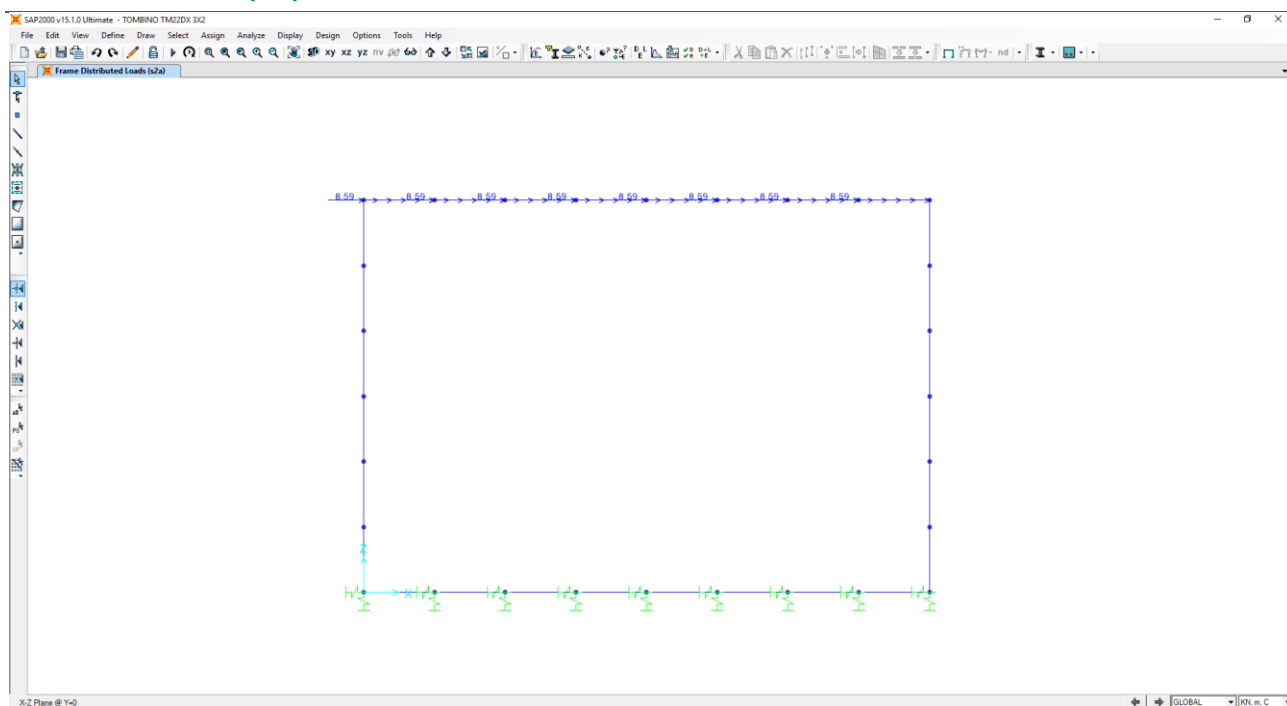 SAP2000 v15.1.0 Ultimate - TOMBINO TM22DX 3X2
File Edit View Define Draw Select Assign Analyze Display Design Options Tools Help
xy xz yz nv nd
Frame Distributed Loads (s2a)
8.59 8.59 8.59 8.59 8.59 8.59 8.59 8.59
Z
X
X-Z Plane @ Y=0
GLOBAL
KN, m, C